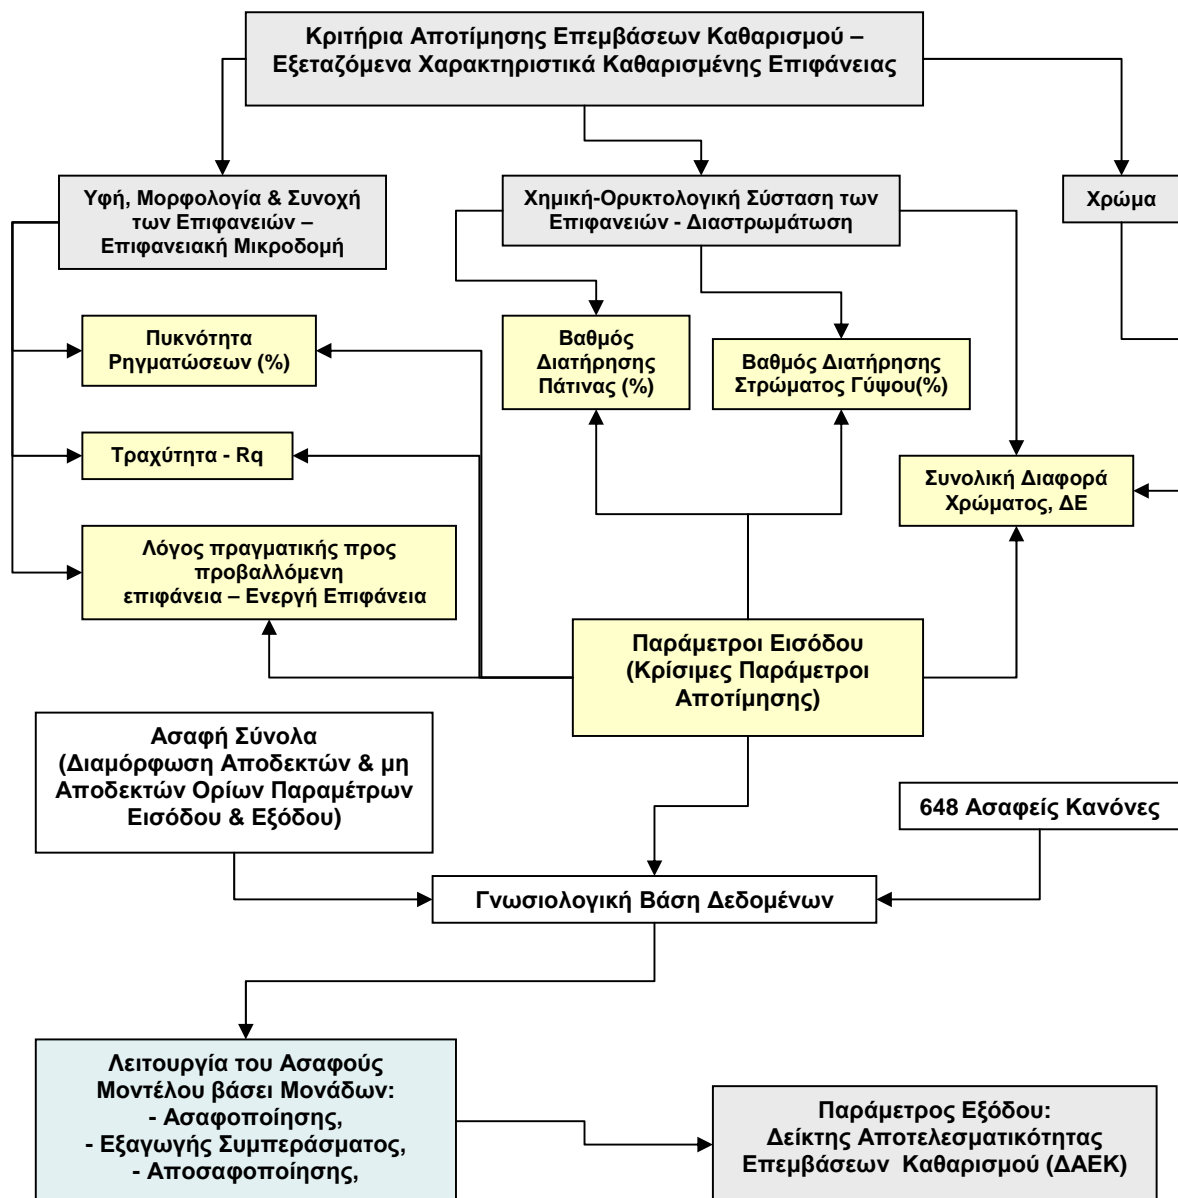 Κριτήρια Αποτίμησης Επεμβάσεων Καθαρισμού –
Εξεταζόμενα Χαρακτηριστικά Καθαρισμένης Επιφάνειας
Υφή, Μορφολογία & Συνοχή
των Επιφανειών –
Επιφανειακή Μικροδομή
Χημική-Ορυκτολογική Σύσταση των
Επιφανειών - Διαστρωμάτωση
Χρώμα
Πυκνότητα
Ρηγματώσεων (%)
Βαθμός
Διατήρησης
Πάτινας (%)
Βαθμός Διατήρησης
Στρώματος Γύψου(%)
Τραχύτητα - Rq
Συνολική Διαφορά
Χρώματος, ΔΕ
Λόγος πραγματικής προς
προβαλλόμενη
επιφάνεια – Ενεργή Επιφάνεια
Παράμετροι Εισόδου
(Κρίσιμες Παράμετροι
Αποτίμησης)
Ασαφή Σύνολα
(Διαμόρφωση Αποδεκτών & μη
Αποδεκτών Ορίων Παραμέτρων
Εισόδου & Εξόδου)
648 Ασαφείς Κανόνες
Γνωσιολογική Βάση Δεδομένων
Λειτουργία του Ασαφούς
Μοντέλου βάσει Μονάδων:
- Ασαφοποίησης,
- Εξαγωγής Συμπεράσματος,
- Αποσαφοποίησης,
Παράμετρος Εξόδου:
Δείκτης Αποτελεσματικότητας
Επεμβάσεων Καθαρισμού (ΔΑΕΚ)